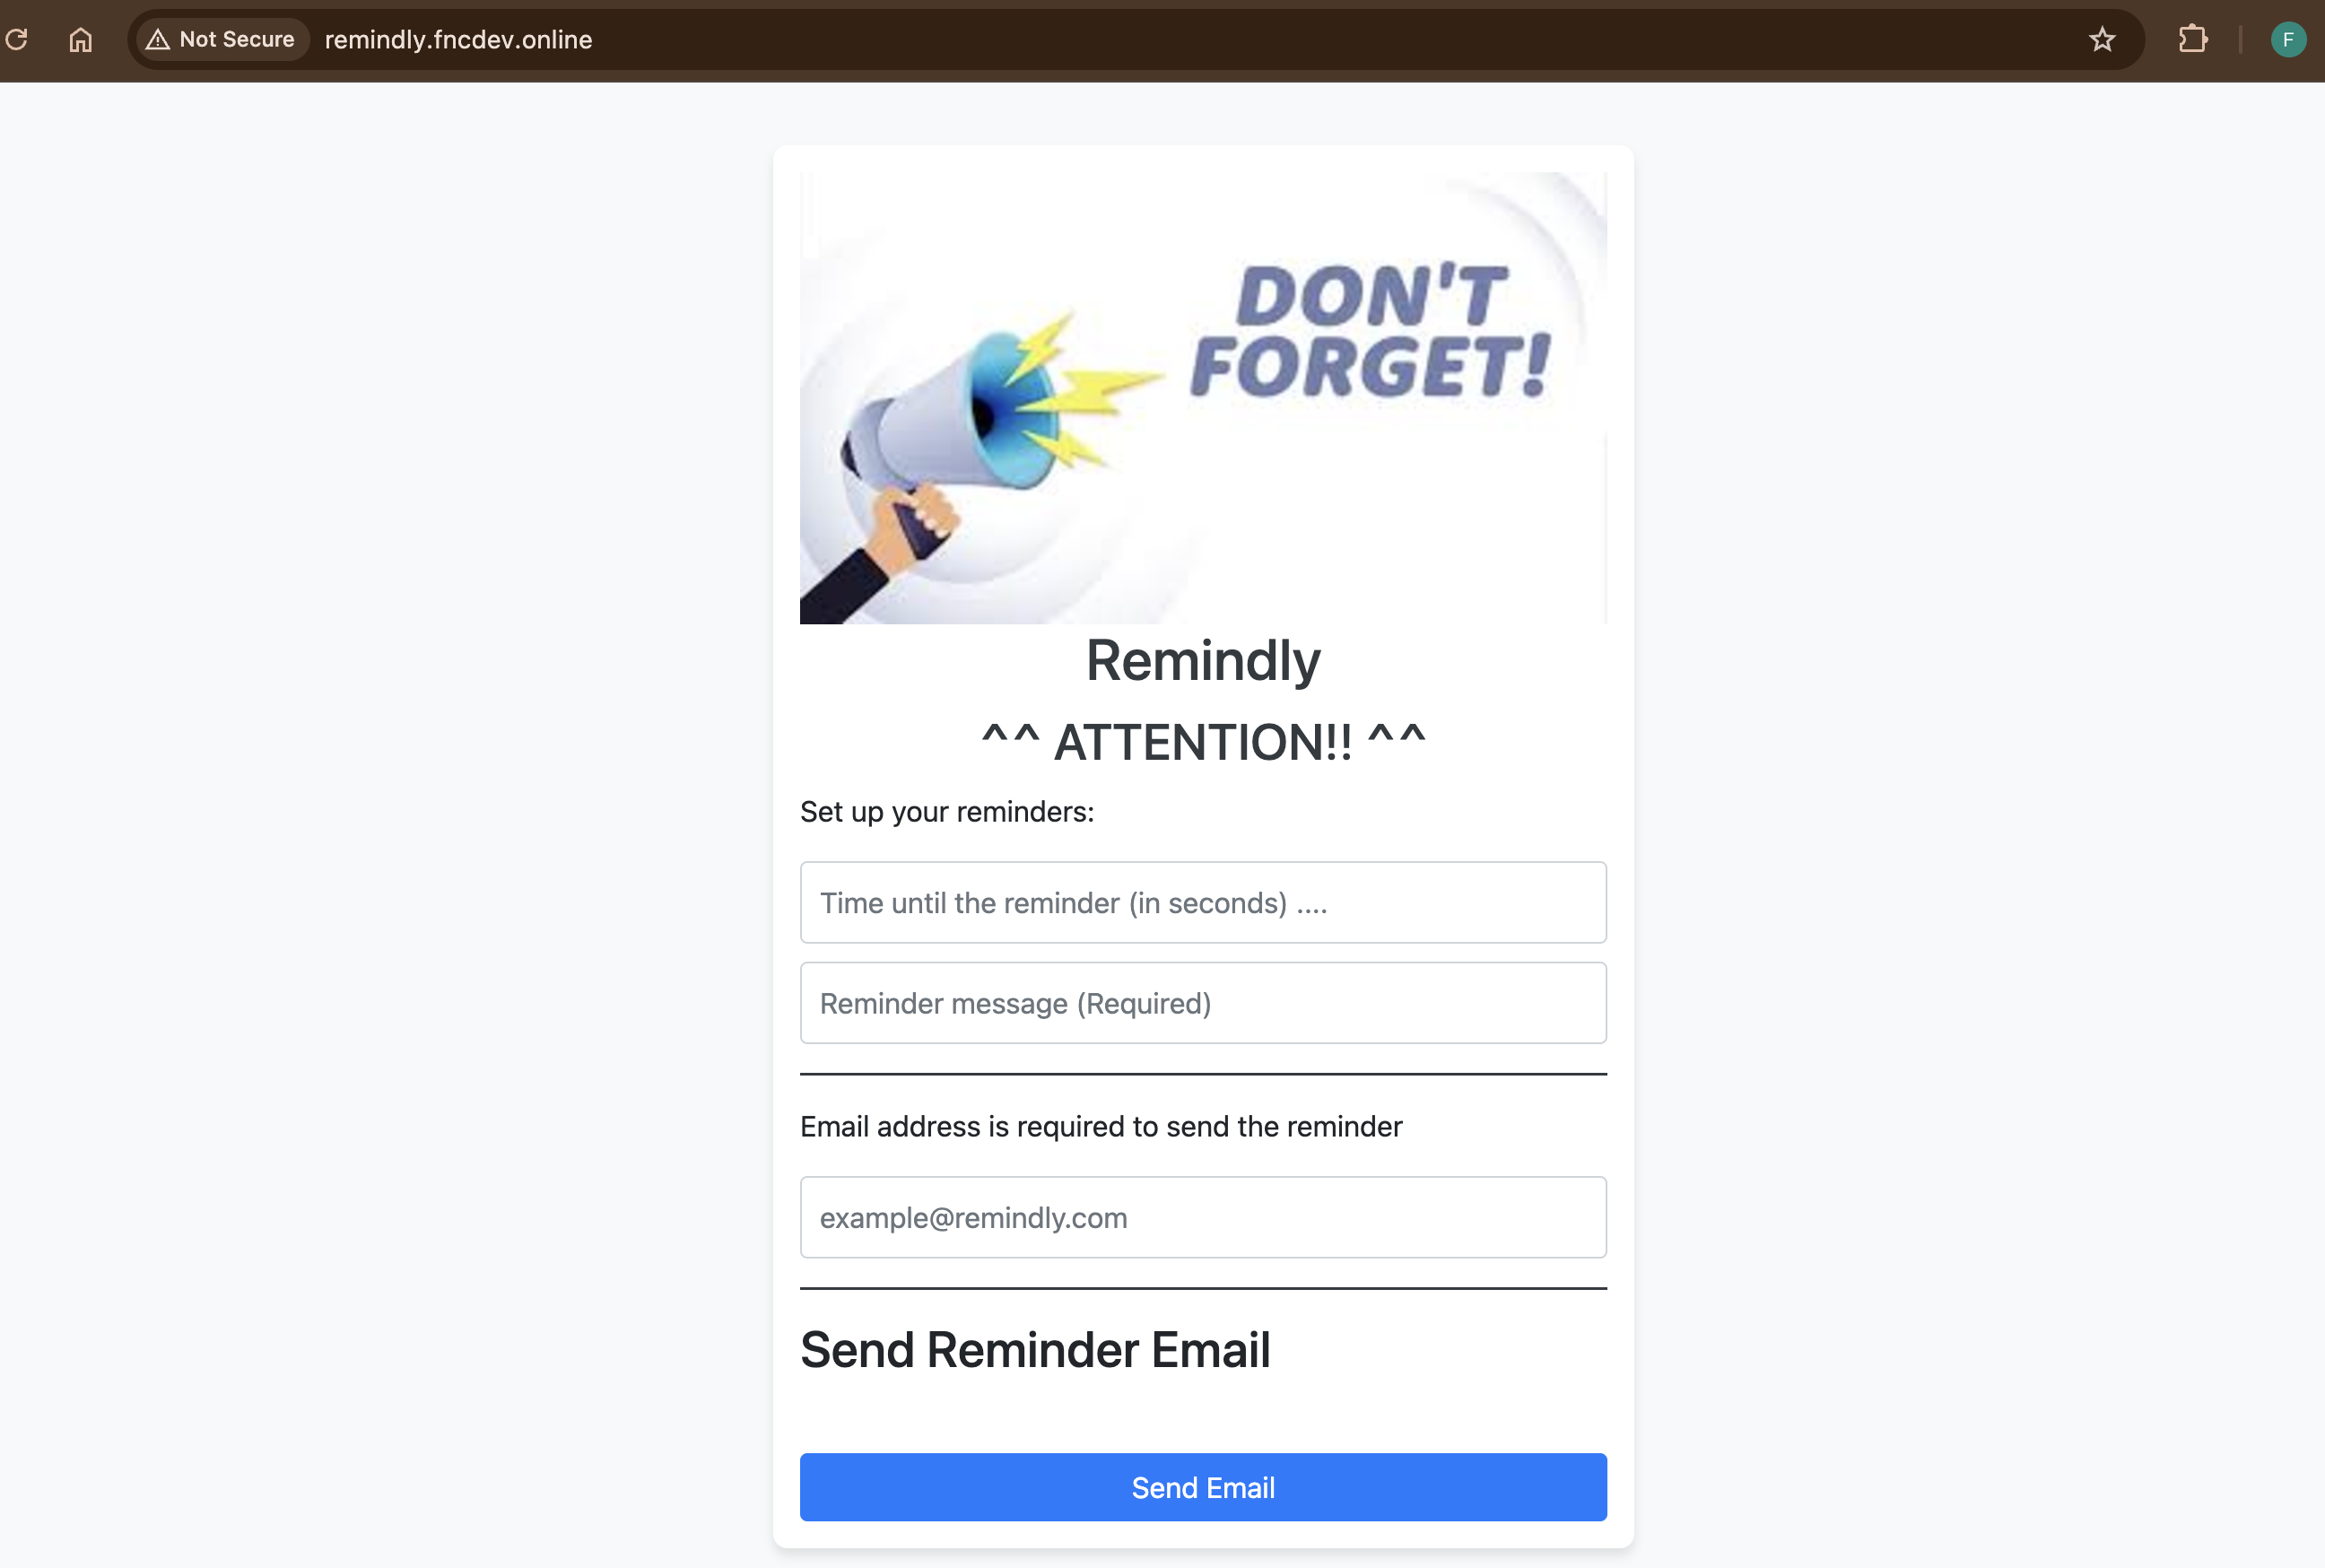 Not Secure remindly.fncdev.online F
DON'T
FORGET!
Remindly
^^ ATTENTION!! ^^
Set up your reminders:
Time until the reminder (in seconds) ....
Reminder message (Required)
Email address is required to send the reminder
example@remindly.com
Send Reminder Email
Send Email